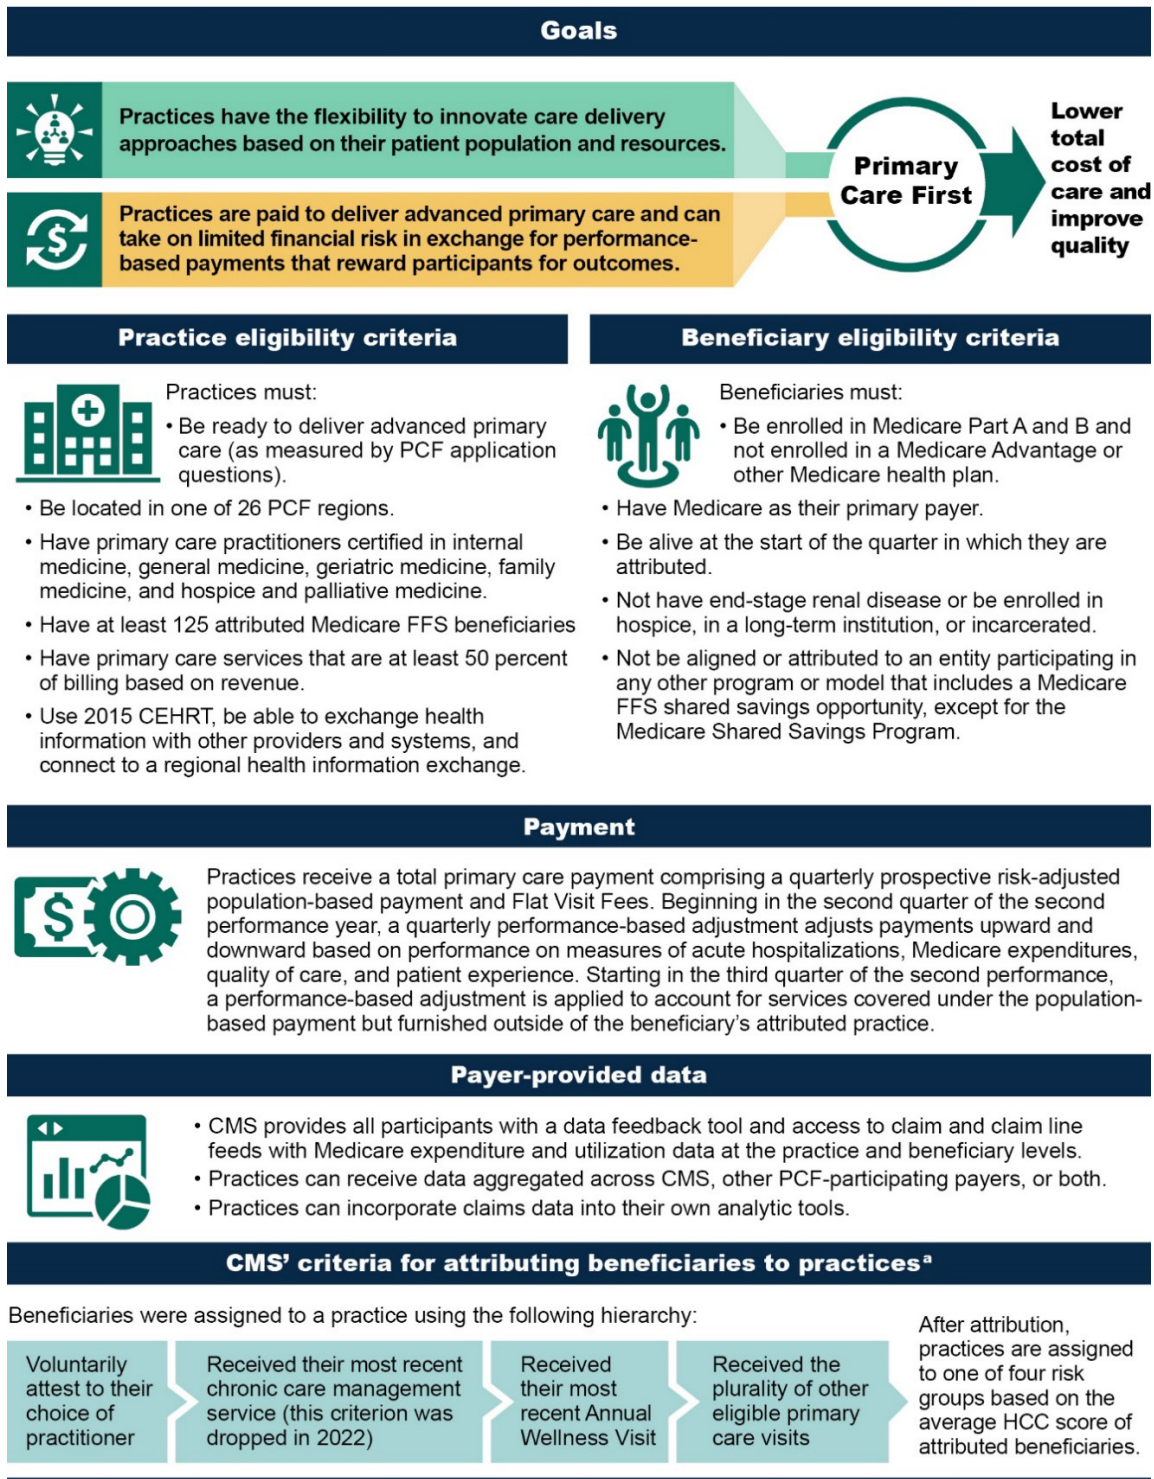 Goals
Practices have the flexibility to innovate care delivery
approaches based on their patient population and resources.
Practices are paid to deliver advanced primary care and can
take on limited financial risk in exchange for performance-
based payments that reward participants for outcomes.
Primary
Care First
Lower
total
cost of
care and
improve
quality
Practice eligibility criteria
Practices must:
• Be ready to deliver advanced primary
care (as measured by PCF application
questions).
• Be located in one of 26 PCF regions.
• Have primary care practitioners certified in internal
medicine, general medicine, geriatric medicine, family
medicine, and hospice and palliative medicine.
• Have at least 125 attributed Medicare FFS beneficiaries
• Have primary care services that are at least 50 percent
of billing based on revenue.
• Use 2015 CEHRT, be able to exchange health
information with other providers and systems, and
connect to a regional health information exchange.
Beneficiary eligibility criteria
Beneficiaries must:
• Be enrolled in Medicare Part A and B and
not enrolled in a Medicare Advantage or
other Medicare health plan.
• Have Medicare as their primary payer.
• Be alive at the start of the quarter in which they are
attributed.
• Not have end-stage renal disease or be enrolled in
hospice, in a long-term institution, or incarcerated.
• Not be aligned or attributed to an entity participating in
any other program or model that includes a Medicare
FFS shared savings opportunity, except for the
Medicare Shared Savings Program.
Payment
$
Practices receive a total primary care payment comprising a quarterly prospective risk-adjusted
population-based payment and Flat Visit Fees. Beginning in the second quarter of the second
performance year, a quarterly performance-based adjustment adjusts payments upward and
downward based on performance on measures of acute hospitalizations, Medicare expenditures,
quality of care, and patient experience. Starting in the third quarter of the second performance,
a performance-based adjustment is applied to account for services covered under the population-
based payment but furnished outside of the beneficiary's attributed practice.
Payer-provided data
• CMS provides all participants with a data feedback tool and access to claim and claim line
feeds with Medicare expenditure and utilization data at the practice and beneficiary levels.
• Practices can receive data aggregated across CMS, other PCF-participating payers, or both.
• Practices can incorporate claims data into their own analytic tools.
CMS' criteria for attributing beneficiaries to practicesᵃ
Beneficiaries were assigned to a practice using the following hierarchy:
Voluntarily
attest to their
choice of
practitioner
Received their most recent
chronic care management
service (this criterion was
dropped in 2022)
Received
their most
recent Annual
Wellness Visit
Received the
plurality of other
eligible primary
care visits
After attribution,
practices are assigned
to one of four risk
groups based on the
average HCC score of
attributed beneficiaries.